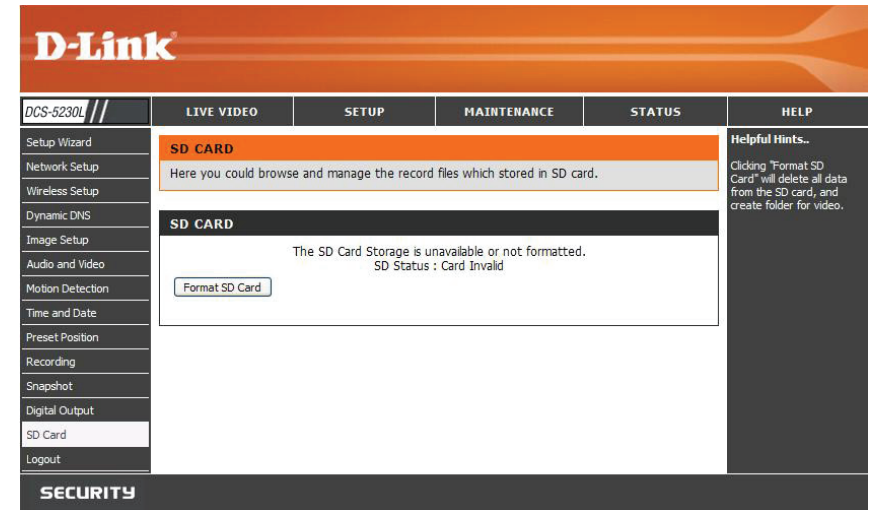 D-Link
DCS-5230L
LIVE VIDEO
SETUP
MAINTENANCE
STATUS
HELP
Setup Wizard
Network Setup
Wireless Setup
Dynamic DNS
Image Setup
Audio and Video
Motion Detection
Time and Date
Preset Position
Recording
Snapshot
Digital Output
SD Card
Logout
SD CARD
Here you could browse and manage the record files which stored in SD card.
SD CARD
The SD Card Storage is unavailable or not formatted.
SD Status : Card Invalid
Format SD Card
Helpful Hints..
Clicking "Format SD
Card" will delete all data
from the SD card, and
create folder for video.
SECURITY